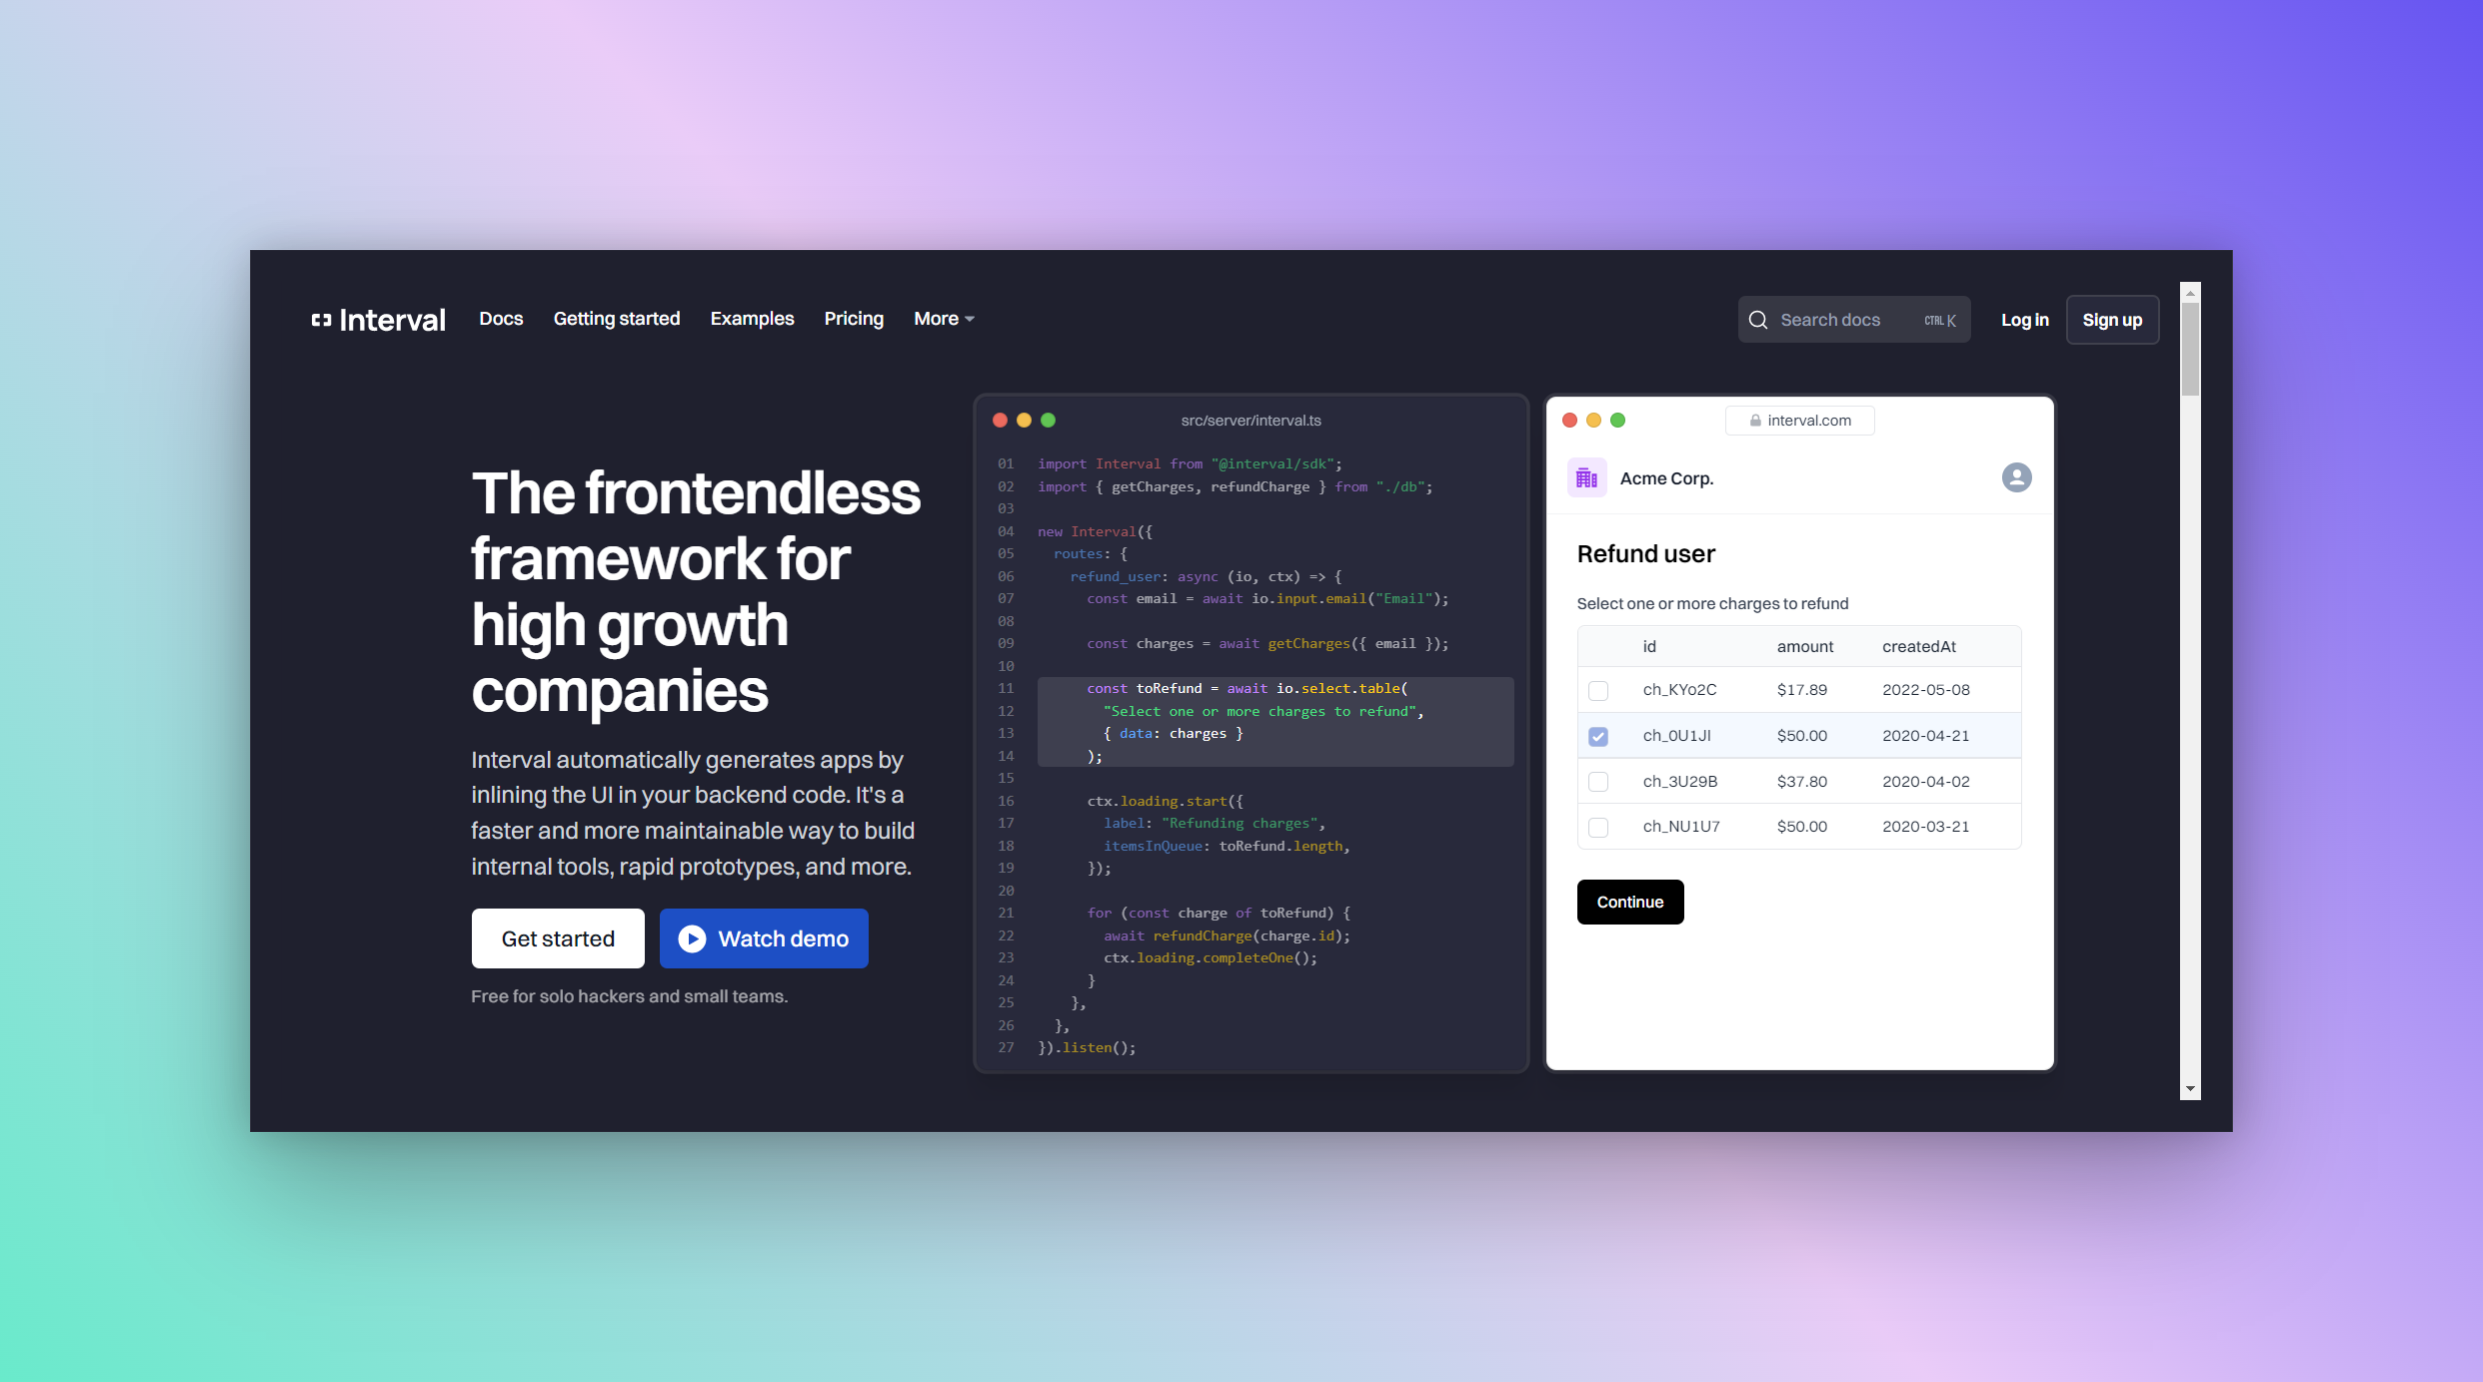 Interval
Docs
Getting started
Examples
Pricing
More
Search docs
CTRL K
Log in
Sign up
The frontendless
framework for
high growth
companies
Interval automatically generates apps by
inlining the UI in your backend code. It's a
faster and more maintainable way to build
internal tools, rapid prototypes, and more.
Get started
Watch demo
Free for solo hackers and small teams.
src/server/interval.ts
01 import Interval from "@interval/sdk";
02 import { getCharges, refundCharge } from "./db";
03
04 new Interval({
05   routes: {
06     refund_user: async (io, ctx) => {
07       const email = await io.input.email("Email");
08
09       const charges = await getCharges({ email });
10
11       const toRefund = await io.select.table(
12         "Select one or more charges to refund",
13         { data: charges }
14       );
15
16       ctx.loading.start({
17         label: "Refunding charges",
18         itemsInQueue: toRefund.length,
19       });
20
21       for (const charge of toRefund) {
22         await refundCharge(charge.id);
23         ctx.loading.completeOne();
24       }
25     },
26   },
27 }).listen();
interval.com
Acme Corp.
Refund user
Select one or more charges to refund
id amount createdAt
ch_KYo2C $17.89 2022-05-08
ch_0U1JI $50.00 2020-04-21
ch_3U29B $37.80 2020-04-02
ch_NU1U7 $50.00 2020-03-21
Continue